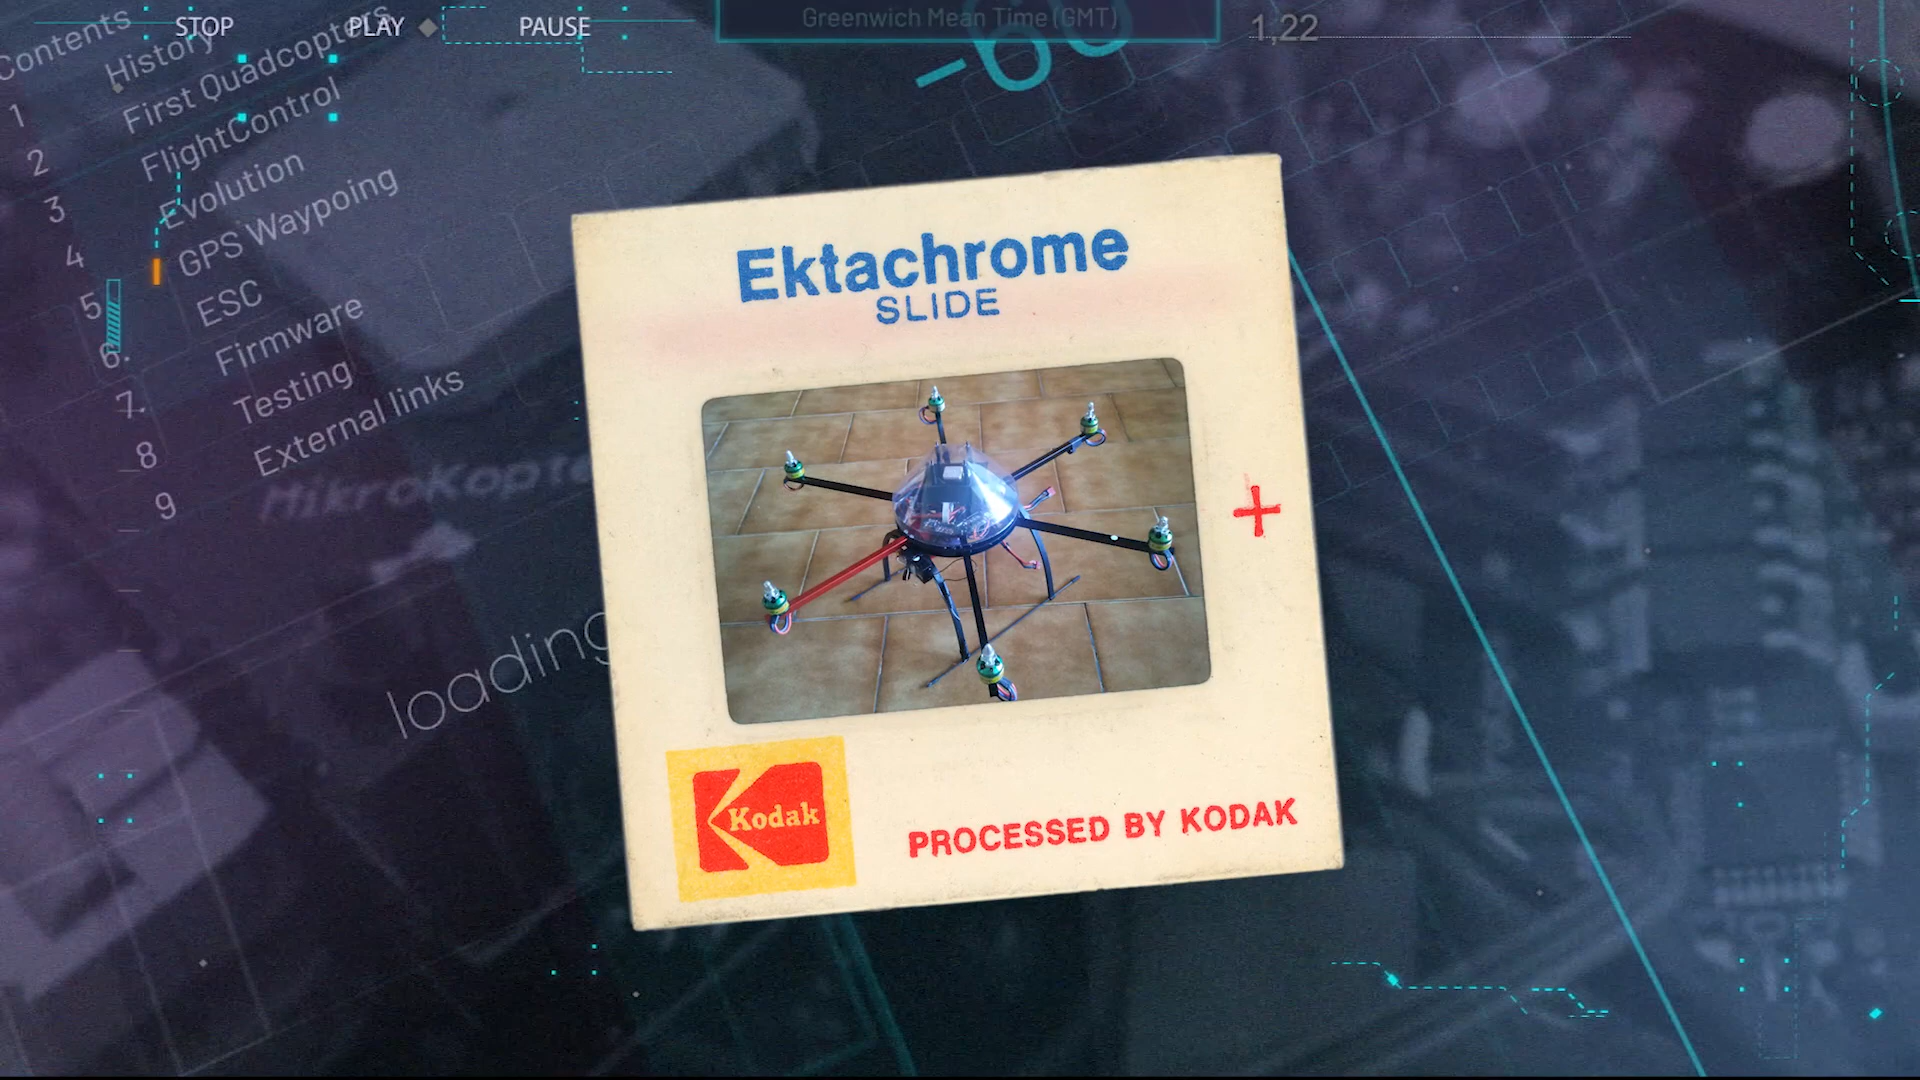 STOP PLAY PAUSE
Greenwich Mean Time (GMT)
-60
1,22
Contents
1 History
2 First Quadcopters
3 FlightControl
4 Evolution
5 GPS Waypoing
6. ESC
7. Firmware
8 Testing
9 External links
loading
Ektachrome
SLIDE
+
Kodak
PROCESSED BY KODAK